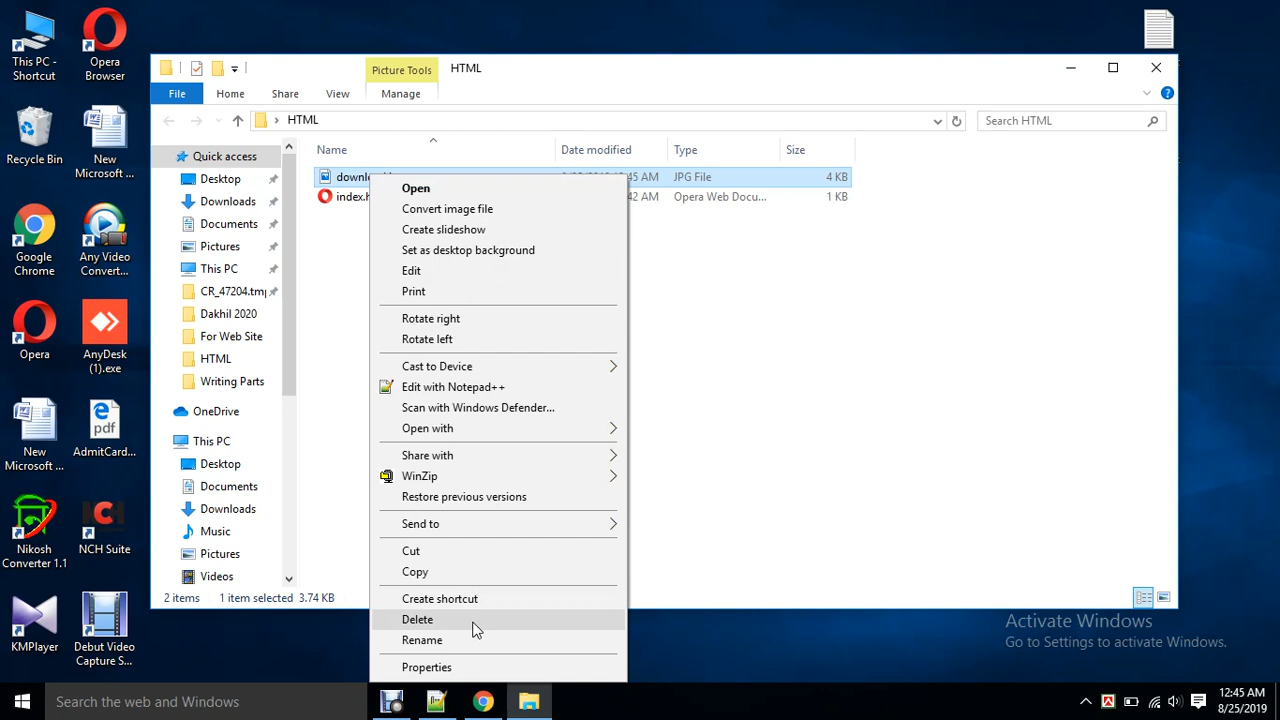 This PC -
Shortcut
Opera
Browser
Recycle Bin
New
Microsoft ...
Google
Chrome
Any Video
Convert...
Opera
AnyDesk
(1).exe
New
Microsoft ...
pdf
AdmitCard...
Nikosh
Converter 1.1
NCH
NCH Suite
KMPlayer
Debut Video
Capture S...
Picture Tools
HTML
File
Home
Share
View
Manage
HTML
Search HTML
Name
Date modified
Type
Size
45 AM
JPG File
4 KB
index.h
42 AM
Opera Web Docu...
1 KB
Quick access
Desktop
Downloads
Documents
Pictures
This PC
CR_47204.tmp
Dakhil 2020
For Web Site
HTML
Writing Parts
OneDrive
This PC
Desktop
Documents
Downloads
Music
Pictures
Videos
Open
Convert image file
Create slideshow
Set as desktop background
Edit
Print
Rotate right
Rotate left
Cast to Device
Edit with Notepad++
Scan with Windows Defender...
Open with
Share with
WinZip
Restore previous versions
Send to
Cut
Copy
Create shortcut
Delete
Rename
Properties
2 items
1 item selected 3.74 KB
Activate Windows
Go to Settings to activate Windows.
Search the web and Windows
12:45 AM
8/25/2019